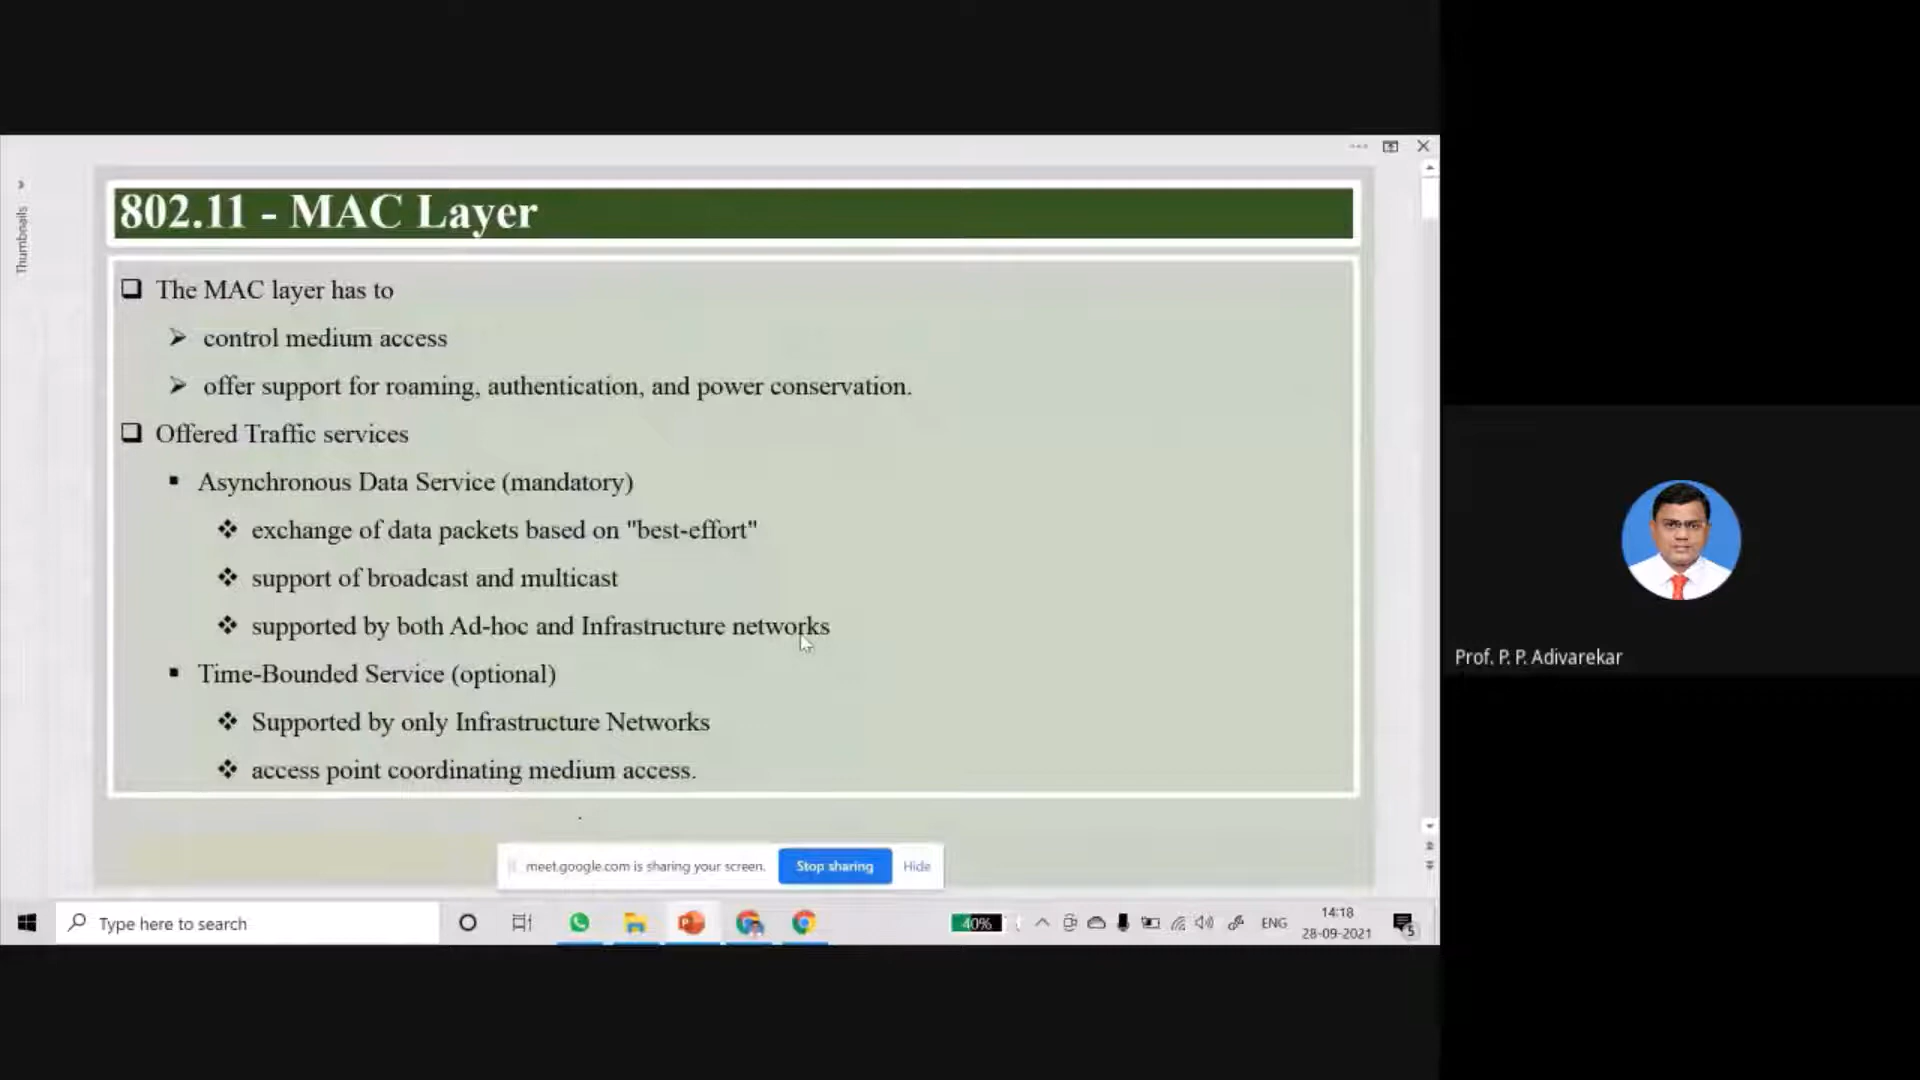 Thumbnails
802.11 - MAC Layer
The MAC layer has to
control medium access
offer support for roaming, authentication, and power conservation.
Offered Traffic services
Asynchronous Data Service (mandatory)
exchange of data packets based on "best-effort"
support of broadcast and multicast
supported by both Ad-hoc and Infrastructure networks
Time-Bounded Service (optional)
Supported by only Infrastructure Networks
access point coordinating medium access.
Prof. P. P. Adivarekar
meet.google.com is sharing your screen.
Stop sharing
Hide
Type here to search
40%
ENG
14:18
28-09-2021
5